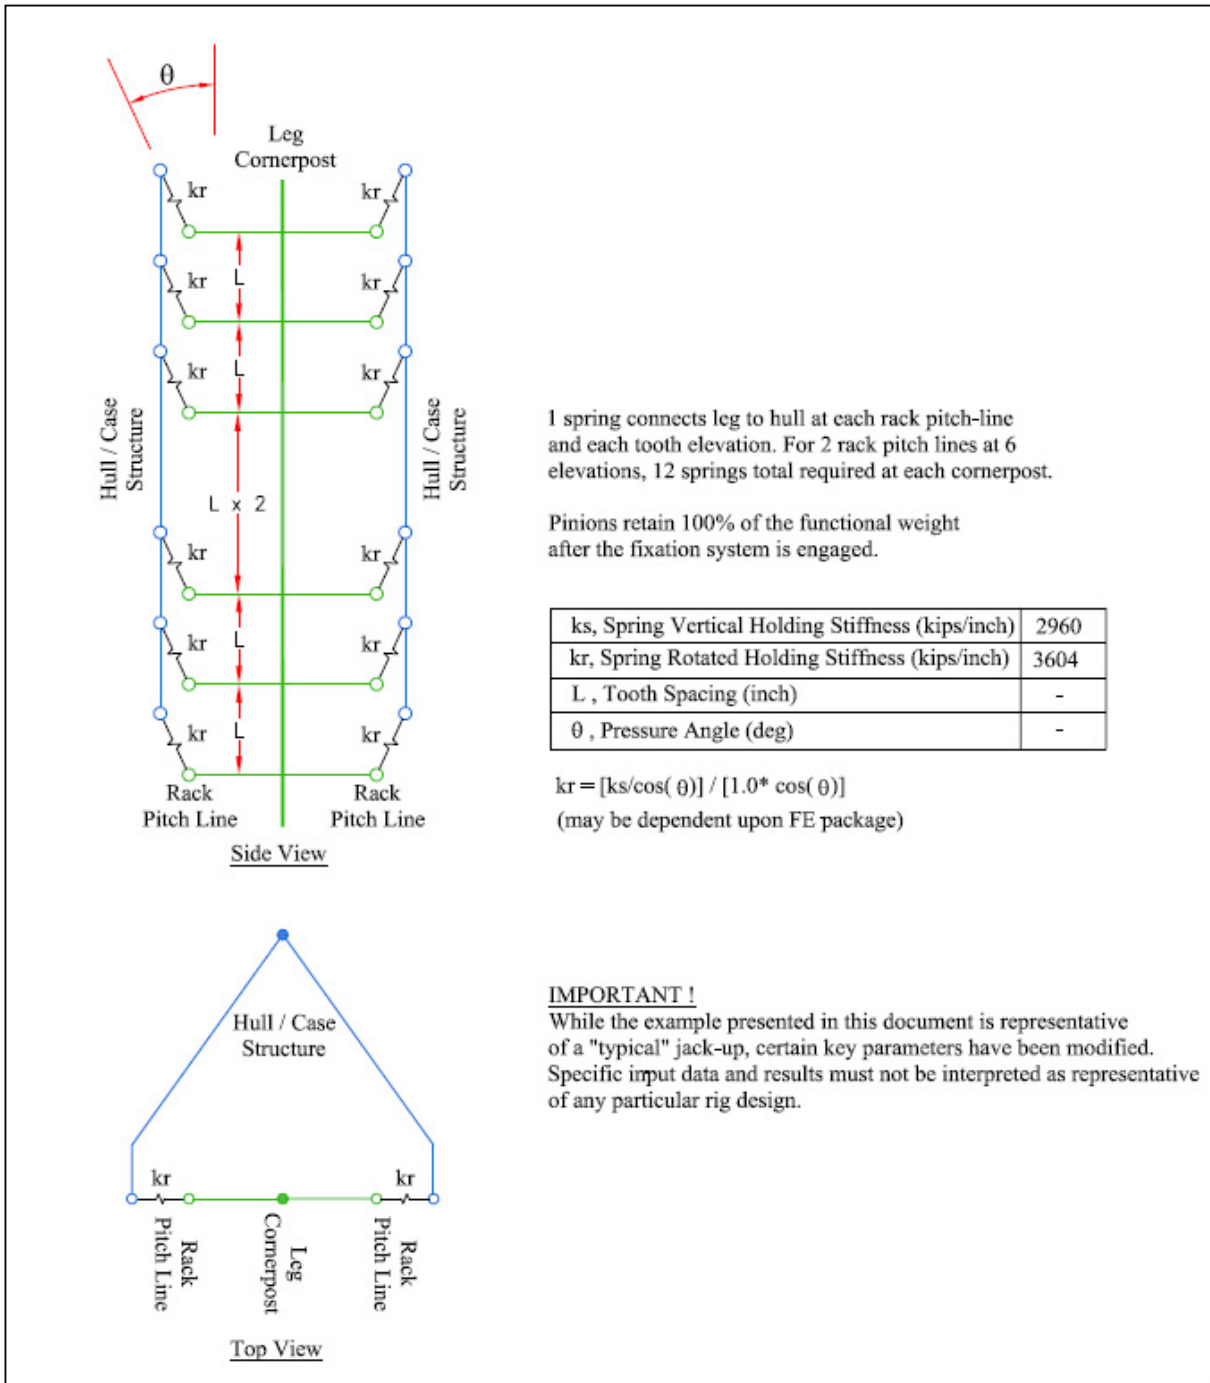 θ
Leg
Cornerpost
kr
kr
kr
L
kr
kr
L
kr
Hull / Case
Structure
Hull / Case
Structure
L x 2
kr
kr
kr
L
kr
kr
L
kr
Rack
Pitch Line
Rack
Pitch Line
Side View
1 spring connects leg to hull at each rack pitch-line
and each tooth elevation. For 2 rack pitch lines at 6
elevations, 12 springs total required at each cornerpost.
Pinions retain 100% of the functional weight
after the fixation system is engaged.
ks, Spring Vertical Holding Stiffness (kips/inch) 2960
kr, Spring Rotated Holding Stiffness (kips/inch) 3604
L , Tooth Spacing (inch) -
θ , Pressure Angle (deg) -
kr = [ks/cos( θ)] / [1.0* cos( θ)]
(may be dependent upon FE package)
Hull / Case
Structure
kr
kr
Rack
Pitch Line
Leg
Cornerpost
Rack
Pitch Line
Top View
IMPORTANT !
While the example presented in this document is representative
of a "typical" jack-up, certain key parameters have been modified.
Specific input data and results must not be interpreted as representative
of any particular rig design.